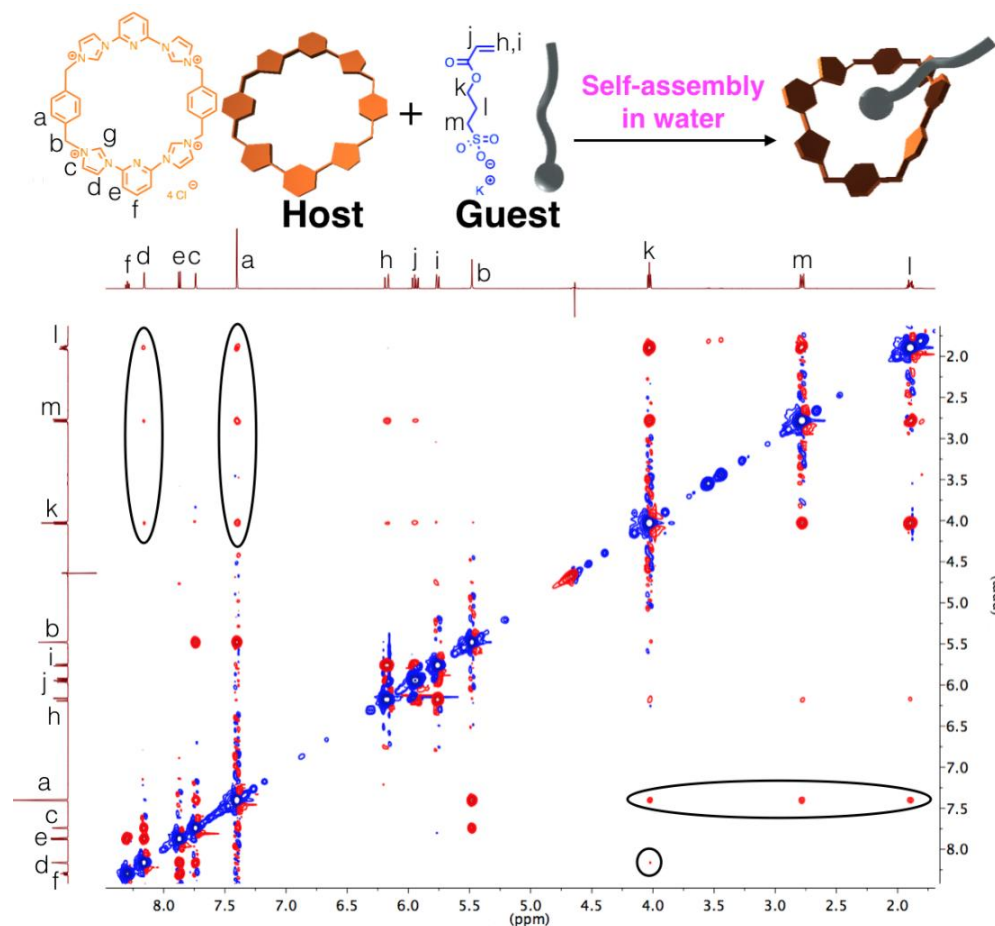 N N N N N
⊕ ⊕
a
b g
c
d e
f
N N N N N
⊕ ⊕
4 Cl ⊖
Host
+
j h,i
O O
k l
m
O S O
O ⊖
K ⊕
Guest
Self-assembly
in water
f d e c a h j i b k m l
l
m
k
b
i
j
h
a
c
e
d
f
2.0
2.5
3.0
3.5
4.0
4.5
5.0
5.5
6.0
6.5
7.0
7.5
8.0
8.0 7.5 7.0 6.5 6.0 5.5 5.0 4.5 4.0 3.5 3.0 2.5 2.0
(ppm) (ppm)